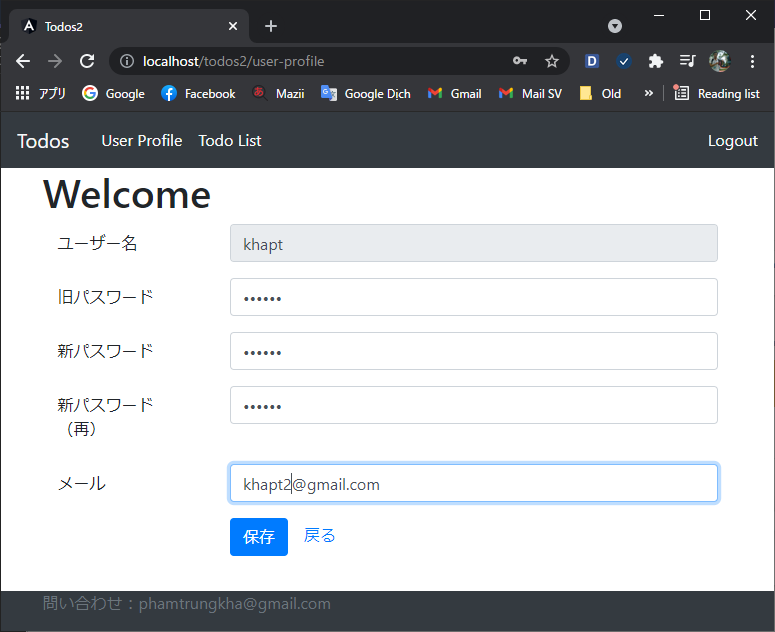 Todos2
localhost/todos2/user-profile
アプリ Google Facebook Mazii Google Dịch Gmail Mail SV Old » Reading list
Todos User Profile Todo List Logout
Welcome
ユーザー名 khapt
旧パスワード ••••••
新パスワード ••••••
新パスワード ••••••
（再）
メール khapt2@gmail.com
保存 戻る
問い合わせ：phamtrungkha@gmail.com